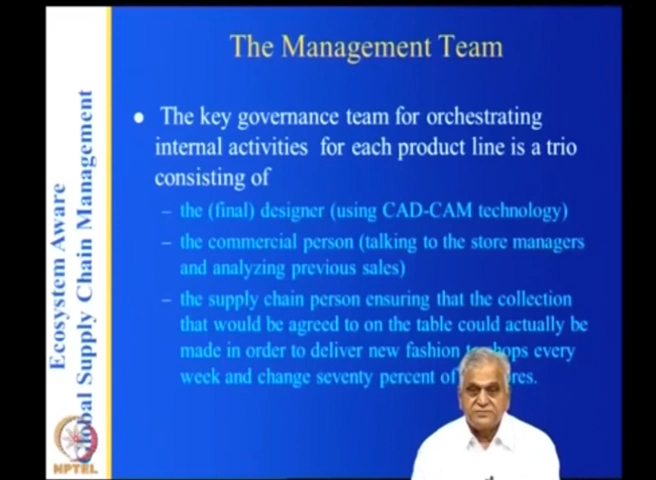 The Management Team
The key governance team for orchestrating
internal activities for each product line is a trio
consisting of
– the (final) designer (using CAD-CAM technology)
– the commercial person (talking to the store managers
and analyzing previous sales)
– the supply chain person ensuring that the collection
that would be agreed to on the table could actually be
made in order to deliver new fashion every
week and change seventy percent of
Ecosystem Aware
Global Supply Chain Management
NPTEL